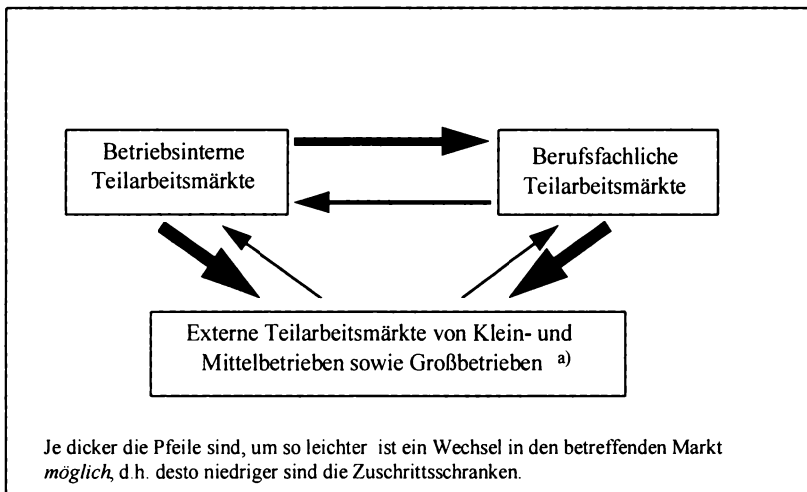 Betriebsinterne
Teilarbeitsmärkte
Berufsfachliche
Teilarbeitsmärkte
Externe Teilarbeitsmärkte von Klein- und
Mittelbetrieben sowie Großbetrieben a)
Je dicker die Pfeile sind, um so leichter ist ein Wechsel in den betreffenden Markt
möglich, d.h. desto niedriger sind die Zuschrittsschranken.